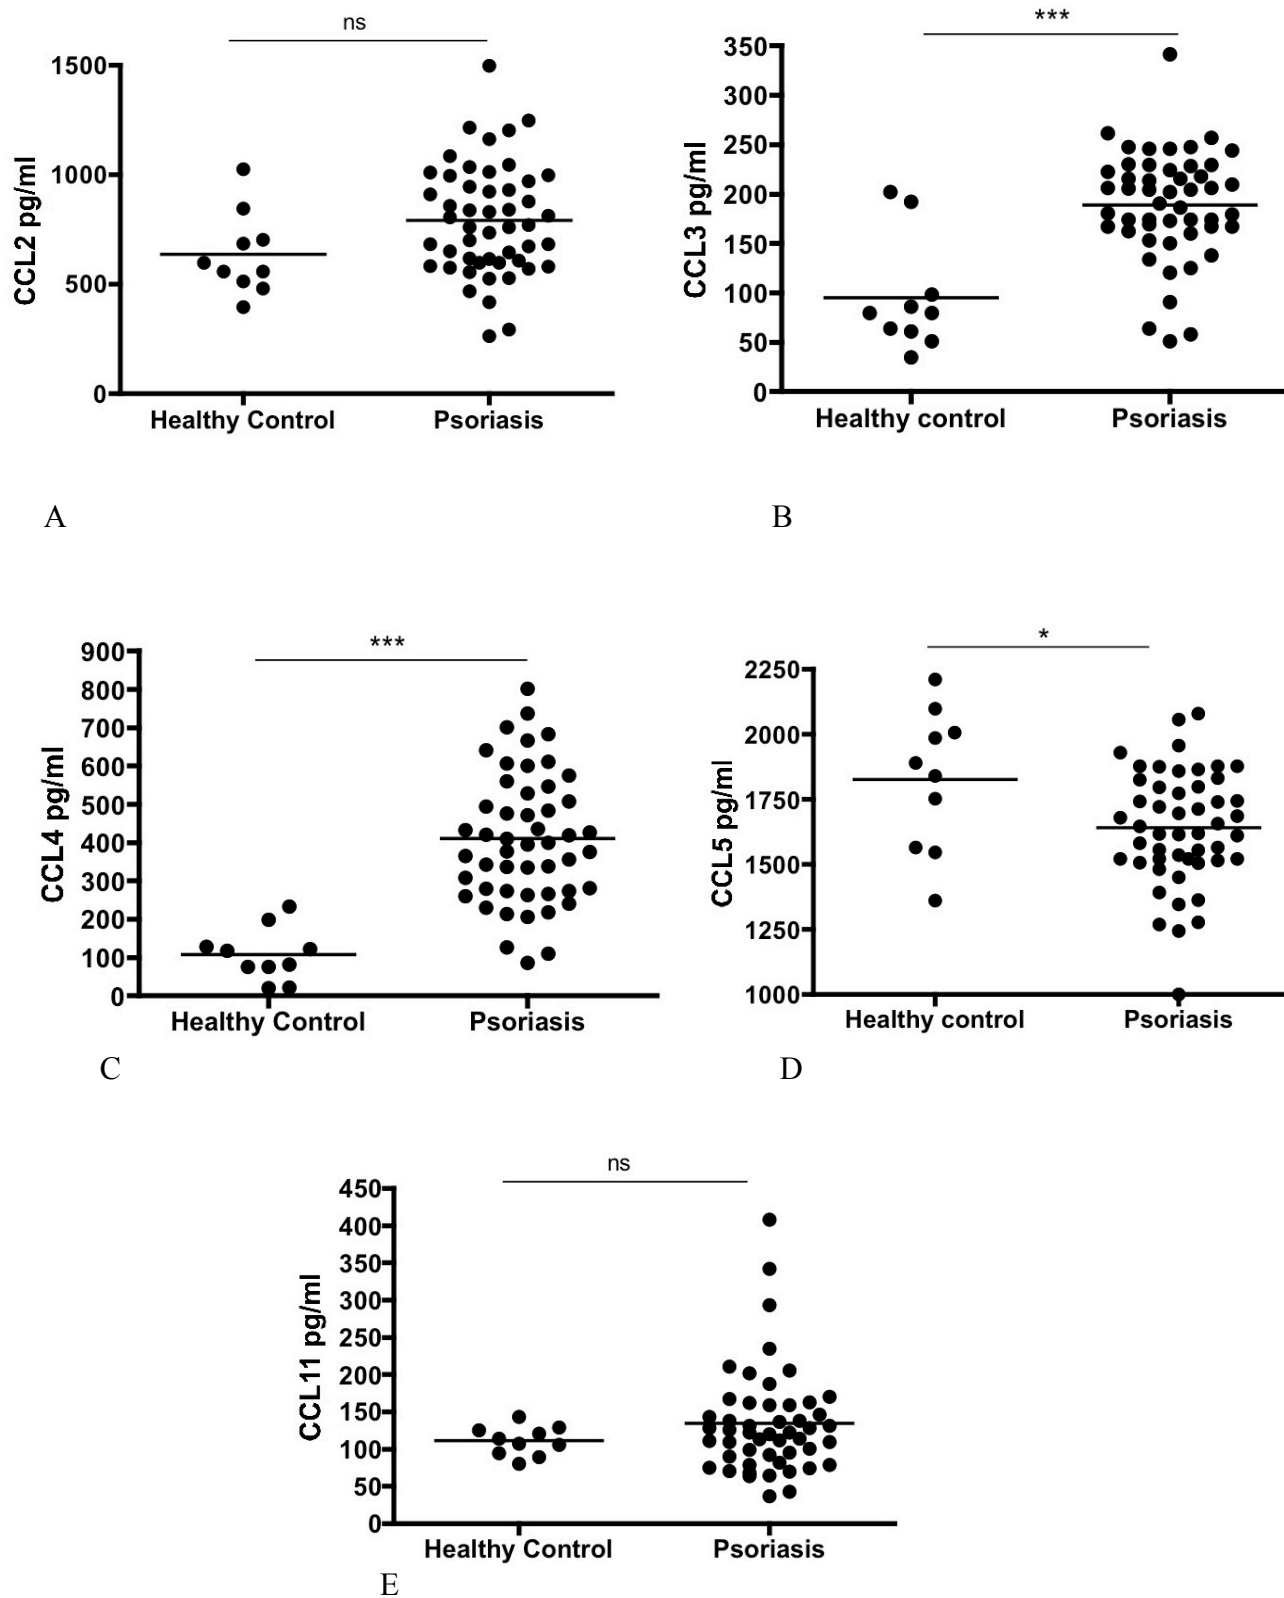 ns
CCL2 pg/ml
1500
1000
500
0
Healthy Control Psoriasis
A
***
CCL3 pg/ml
350
300
250
200
150
100
50
0
Healthy control Psoriasis
B
***
CCL4 pg/ml
900
800
700
600
500
400
300
200
100
0
Healthy Control Psoriasis
C
*
CCL5 pg/ml
2250
2000
1750
1500
1250
1000
Healthy control Psoriasis
D
ns
CCL11 pg/ml
450
400
350
300
250
200
150
100
50
0
Healthy Control Psoriasis
E